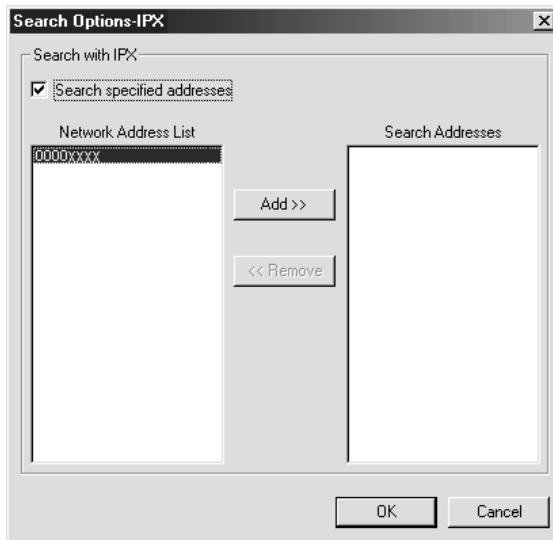 Search Options-IPX
Search with IPX
Search specified addresses
Network Address List
Search Addresses
0000xxxx
Add >>
<< Remove
OK
Cancel